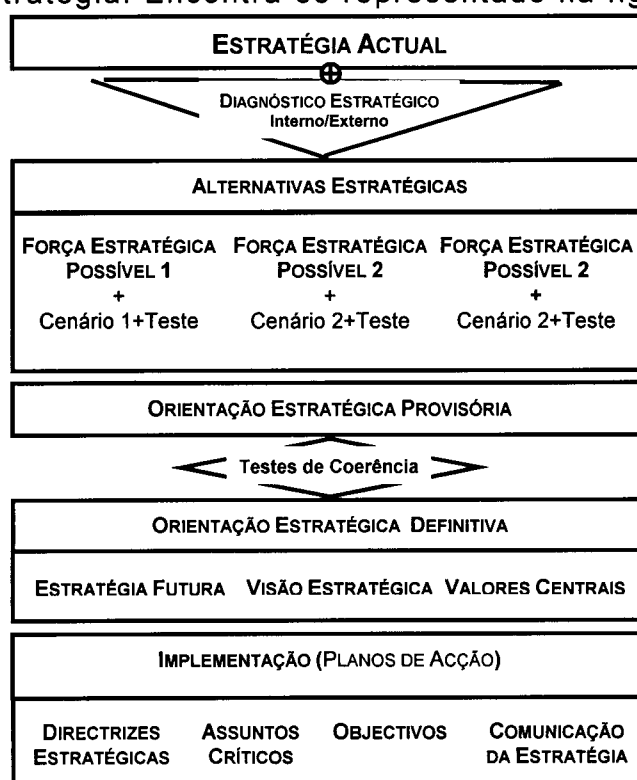 ESTRATÉGIA ACTUAL
DIAGNÓSTICO ESTRATÉGICO
Interno/Externo
ALTERNATIVAS ESTRATÉGICAS
FORÇA ESTRATÉGICA FORÇA ESTRATÉGICA FORÇA ESTRATÉGICA
POSSÍVEL 1 POSSÍVEL 2 POSSÍVEL 2
+ + +
Cenário 1+Teste Cenário 2+Teste Cenário 2+Teste
ORIENTAÇÃO ESTRATÉGICA PROVISÓRIA
Testes de Coerência
ORIENTAÇÃO ESTRATÉGICA DEFINITIVA
ESTRATÉGIA FUTURA VISÃO ESTRATÉGICA VALORES CENTRAIS
IMPLEMENTAÇÃO (PLANOS DE ACÇÃO)
DIRECTRIZES ASSUNTOS OBJECTIVOS COMUNICAÇÃO
ESTRATÉGICAS CRÍTICOS DA ESTRATÉGIA